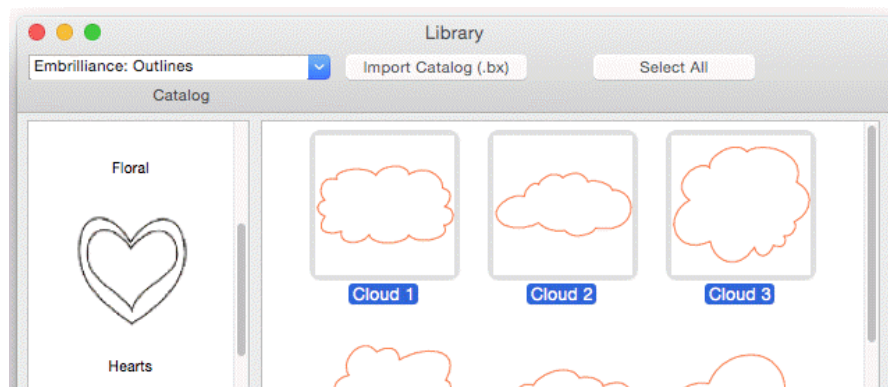 Library
Embrilliance: Outlines
Import Catalog (.bx)
Select All
Catalog
Floral
Hearts
Cloud 1
Cloud 2
Cloud 3